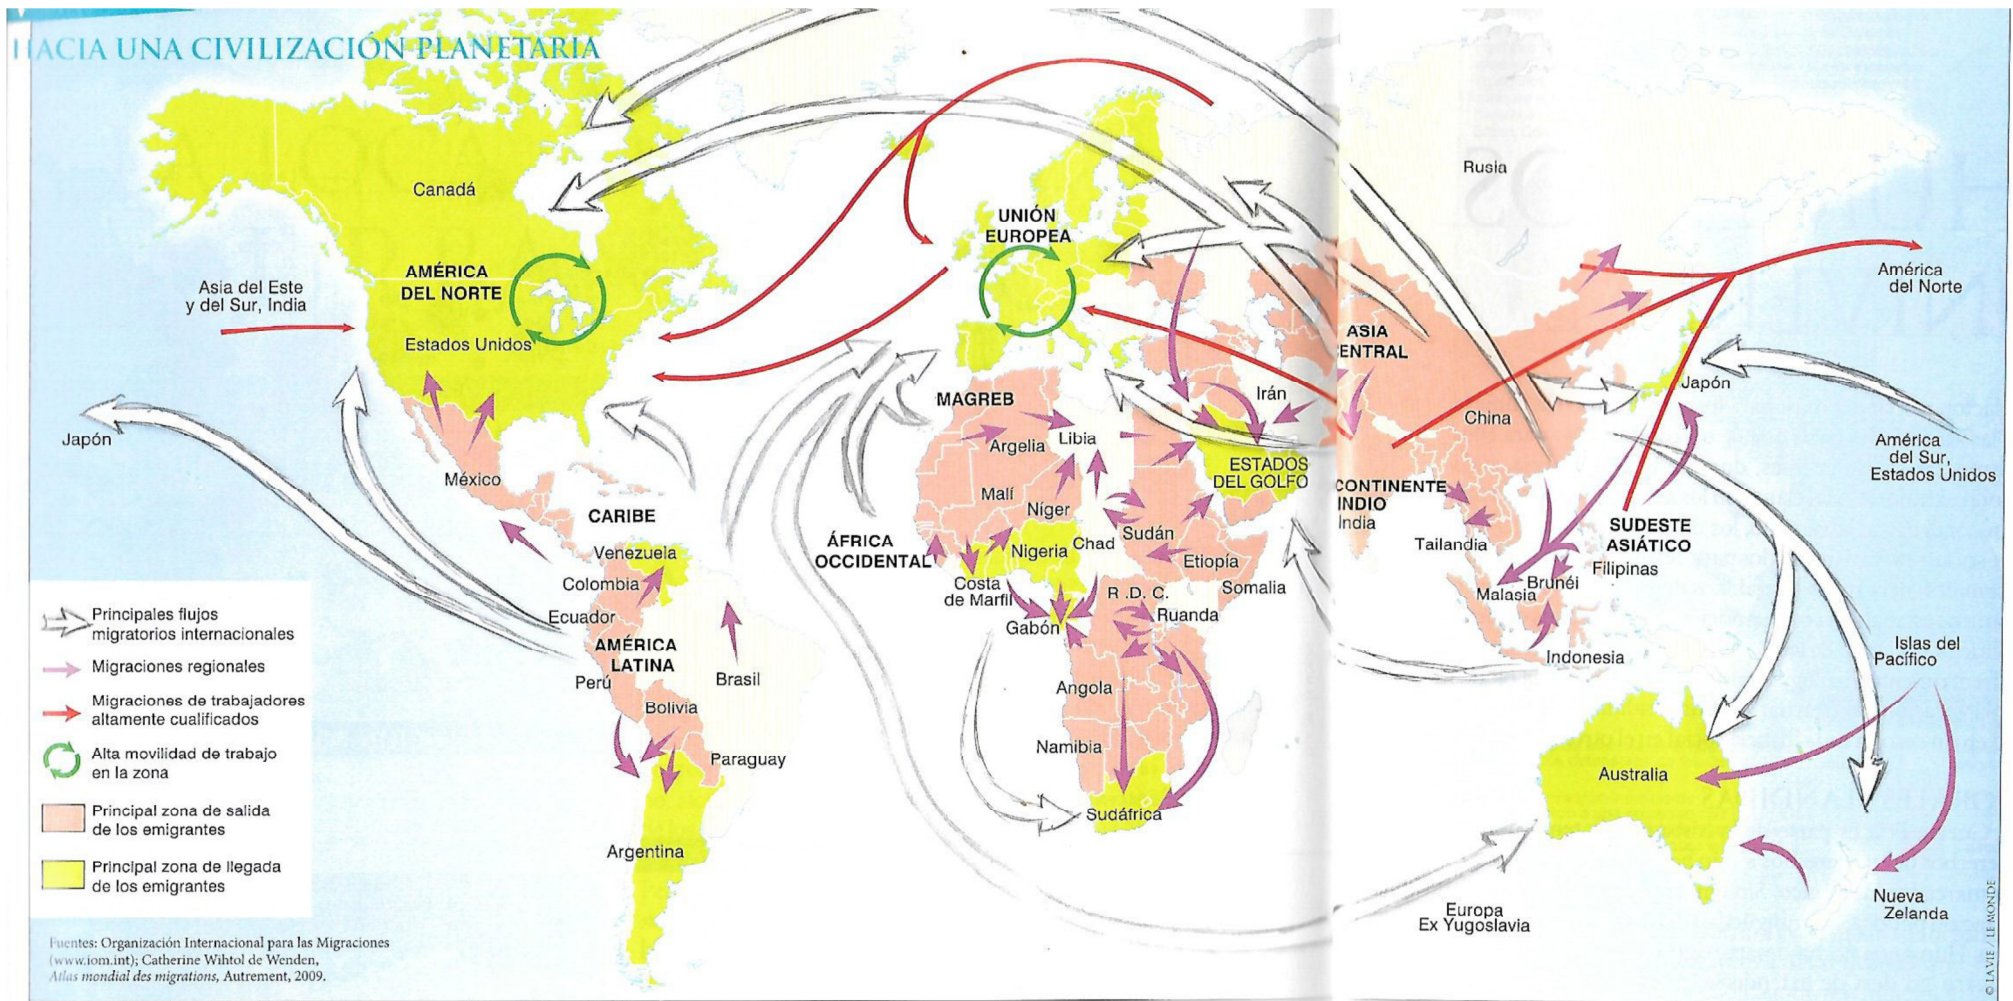 HACIA UNA CIVILIZACIÓN PLANETARIA
Canadá
AMÉRICA
DEL NORTE
Asia del Este
y del Sur, India
Estados Unidos
Japón
México
CARIBE
Venezuela
Colombia
Ecuador
AMÉRICA
LATINA
Perú
Brasil
Bolivia
Paraguay
Argentina
UNIÓN
EUROPEA
MAGREB
Argelia
Libia
Malí
Níger
ÁFRICA
OCCIDENTAL
Nigeria
Chad
Sudán
Etiopía
Somalia
Costa
de Marfil
R.D.C.
Ruanda
Gabón
Angola
Namibia
Sudáfrica
Irán
ESTADOS
DEL GOLFO
Rusia
ASIA
ENTRAL
China
Japón
CONTINENTE
INDIO
India
Tailandia
SUDESTE
ASIÁTICO
Filipinas
Brunéi
Malasia
Indonesia
América
del Norte
América
del Sur,
Estados Unidos
Islas del
Pacífico
Australia
Nueva
Zelanda
Europa
Ex Yugoslavia
Principales flujos
migratorios internacionales
Migraciones regionales
Migraciones de trabajadores
altamente cualificados
Alta movilidad de trabajo
en la zona
Principal zona de salida
de los emigrantes
Principal zona de llegada
de los emigrantes
Fuentes: Organización Internacional para las Migraciones
(www.iom.int); Catherine Wihtol de Wenden,
Atlas mondial des migrations, Autrement, 2009.
© LA VIE / LE MONDE